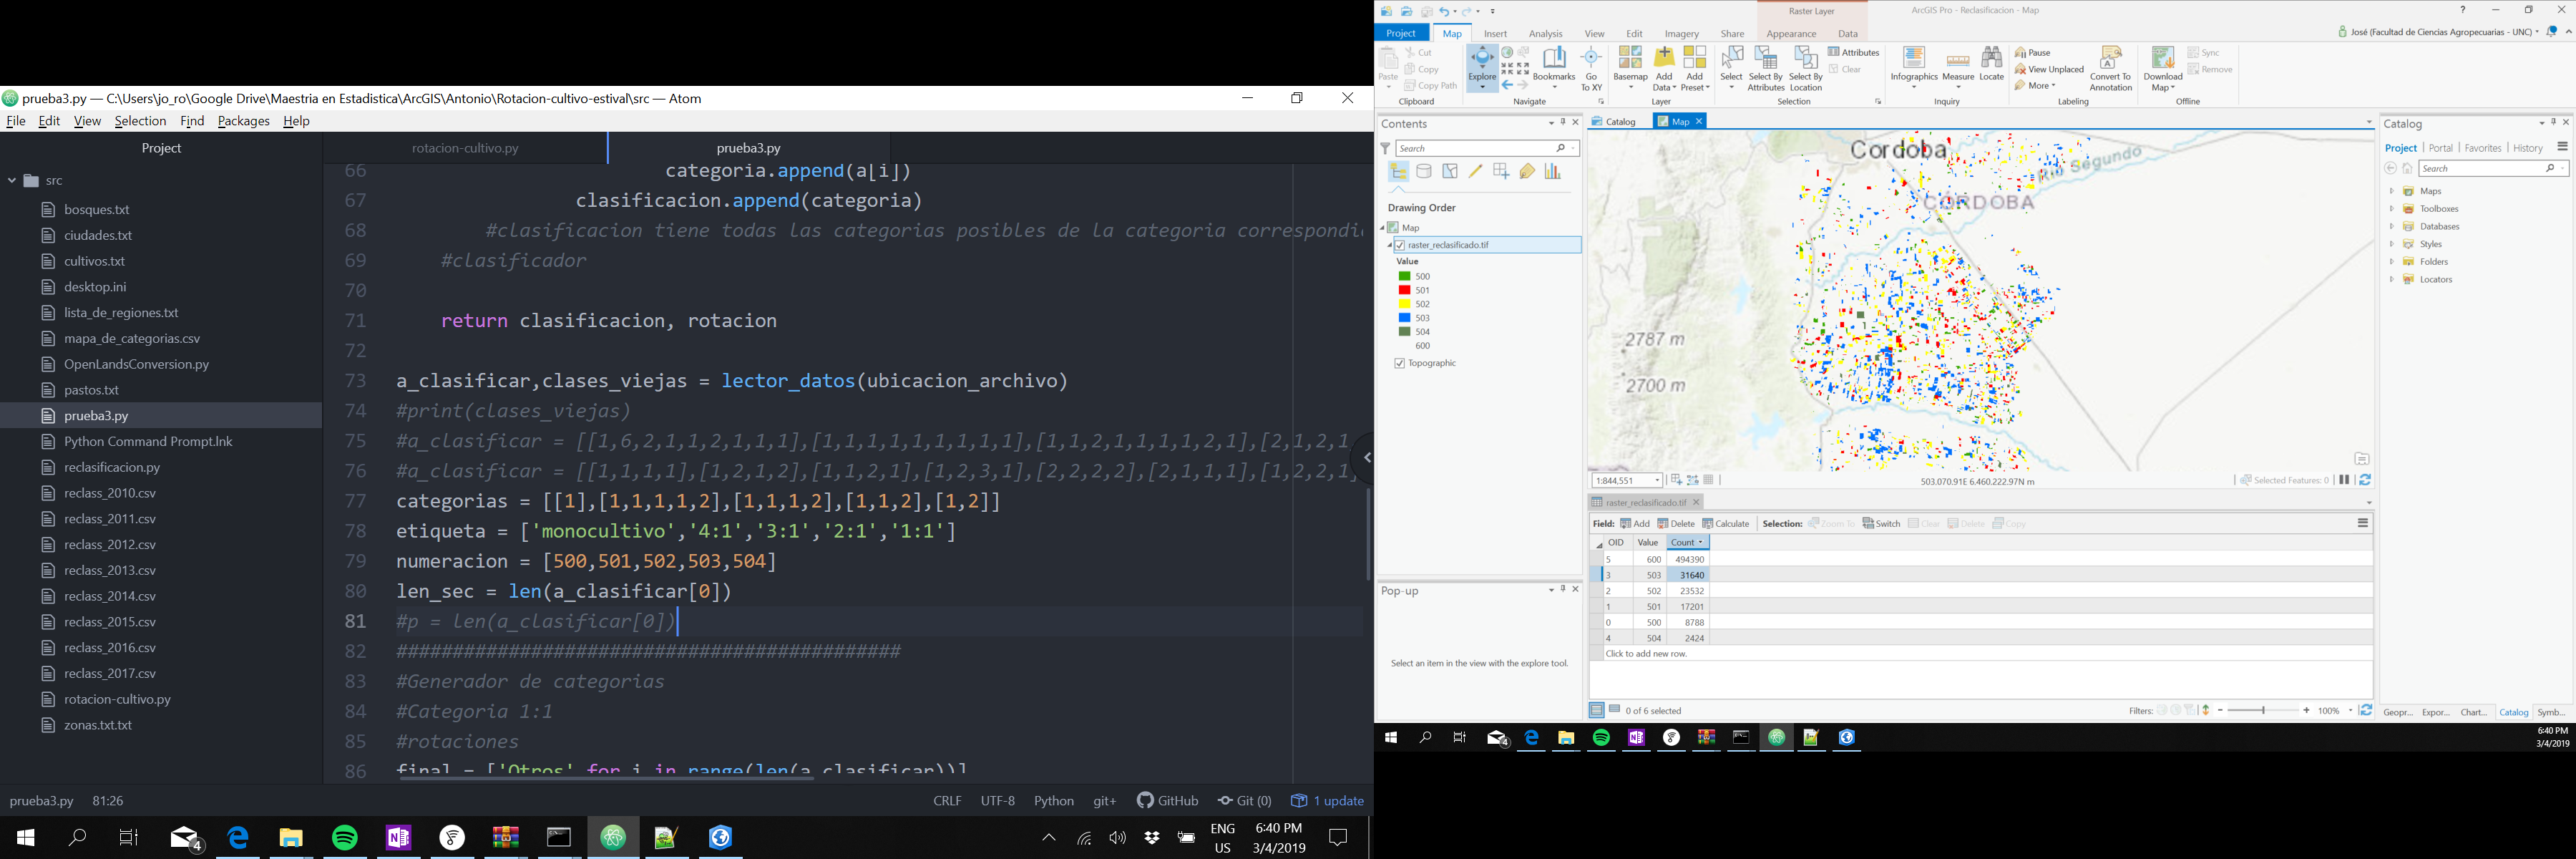 prueba3.py — C:\Users\jo_ro\Google Drive\Maestria en Estadistica\ArcGIS\Antonio\Rotacion-cultivo-estival\src — Atom
File Edit View Selection Find Packages Help
Project
src
bosques.txt
ciudades.txt
cultivos.txt
desktop.ini
lista_de_regiones.txt
mapa_de_categorias.csv
OpenLandsConversion.py
pastos.txt
prueba3.py
Python Command Prompt.lnk
reclasificacion.py
reclass_2010.csv
reclass_2011.csv
reclass_2012.csv
reclass_2013.csv
reclass_2014.csv
reclass_2015.csv
reclass_2016.csv
reclass_2017.csv
rotacion-cultivo.py
zonas.txt.txt
rotacion-cultivo.py
prueba3.py
66 categoria.append(a[i])
67 clasificacion.append(categoria)
68 #clasificacion tiene todas las categorias posibles de la categoria correspondi
69 #clasificador
70
71 return clasificacion, rotacion
72
73 a_clasificar,clases_viejas = lector_datos(ubicacion_archivo)
74 #print(clases_viejas)
75 #a_clasificar = [[1,6,2,1,1,2,1,1,1],[1,1,1,1,1,1,1,1,1],[1,1,2,1,1,1,1,2,1],[2,1,2,1
76 #a_clasificar = [[1,1,1,1],[1,2,1,2],[1,1,2,1],[1,2,3,1],[2,2,2,2],[2,1,1,1],[1,2,2,1]
77 categorias = [[1],[1,1,1,1,2],[1,1,1,2],[1,1,2],[1,2]]
78 etiqueta = ['monocultivo','4:1','3:1','2:1','1:1']
79 numeracion = [500,501,502,503,504]
80 len_sec = len(a_clasificar[0])
81 #p = len(a_clasificar[0])
82 #############################################
83 #Generador de categorias
84 #Categoria 1:1
85 #rotaciones
86 final = ['Otros' for i in range(len(a_clasificar))]
prueba3.py 81:26
CRLF UTF-8 Python git+ GitHub Git (0) 1 update
4
ENG US
6:40 PM
3/4/2019
Raster Layer
ArcGIS Pro - Reclasificacion - Map
Project Map Insert Analysis View Edit Imagery Share Appearance Data
José (Facultad de Ciencias Agropecuarias - UNC)
Paste
Cut
Copy
Copy Path
Clipboard
Explore
Bookmarks
Go To XY
Navigate
Basemap
Add Data
Add Preset
Layer
Select
Select By Attributes
Select By Location
Attributes
Clear
Selection
Infographics
Measure
Locate
Inquiry
Pause
View Unplaced
More
Convert To Annotation
Labeling
Download Map
Sync
Remove
Offline
Contents
Search
Drawing Order
Map
raster_reclasificado.tif
Value
500
501
502
503
504
600
Topographic
Pop-up
Select an item in the view with the explore tool.
Catalog
Map
Cordoba
CÓRDOBA
Río Segundo
2787 m
2700 m
1:844,551
503,070.91E 6,460,222.97N m
Selected Features: 0
raster_reclasificado.tif
Field: Add Delete Calculate Selection: Zoom To Switch Clear Delete Copy
OID Value Count
5 600 494390
3 503 31640
2 502 23532
1 501 17201
0 500 8788
4 504 2424
Click to add new row.
0 of 6 selected
Filters:
100%
Catalog
Project Portal Favorites History
Search
Maps
Toolboxes
Databases
Styles
Folders
Locators
Geopr... Expor... Chart... Catalog Symb...
4
6:40 PM
3/4/2019